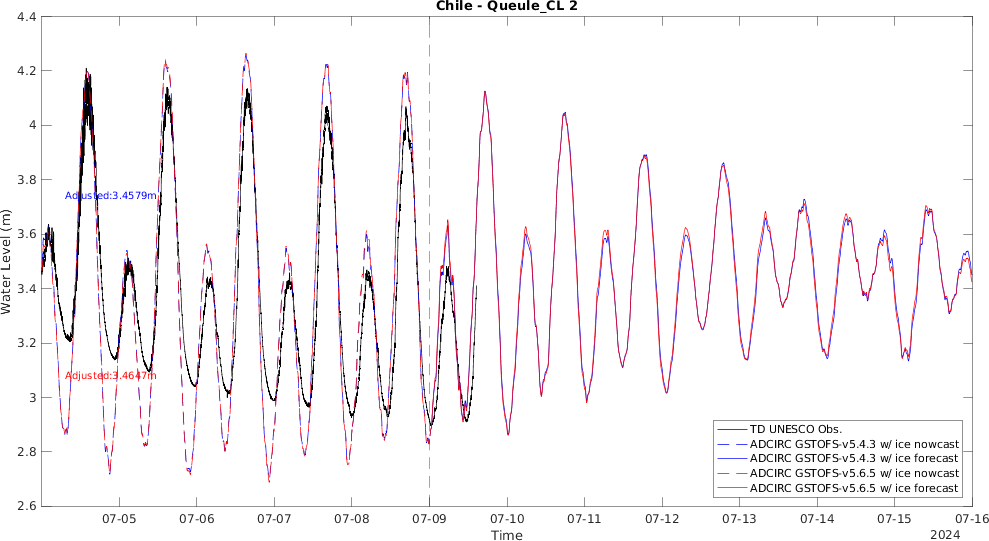 Chile - Queule_CL 2
4.4
4.2
4
3.8
3.6
3.4
3.2
3
2.8
2.6
Water Level (m)
Adjusted:3.4579m
Adjusted:3.4647m
TD UNESCO Obs.
ADCIRC GSTOFS-v5.4.3 w/ ice nowcast
ADCIRC GSTOFS-v5.4.3 w/ ice forecast
ADCIRC GSTOFS-v5.6.5 w/ ice nowcast
ADCIRC GSTOFS-v5.6.5 w/ ice forecast
07-05 07-06 07-07 07-08 07-09 07-10 07-11 07-12 07-13 07-14 07-15 07-16
Time
2024